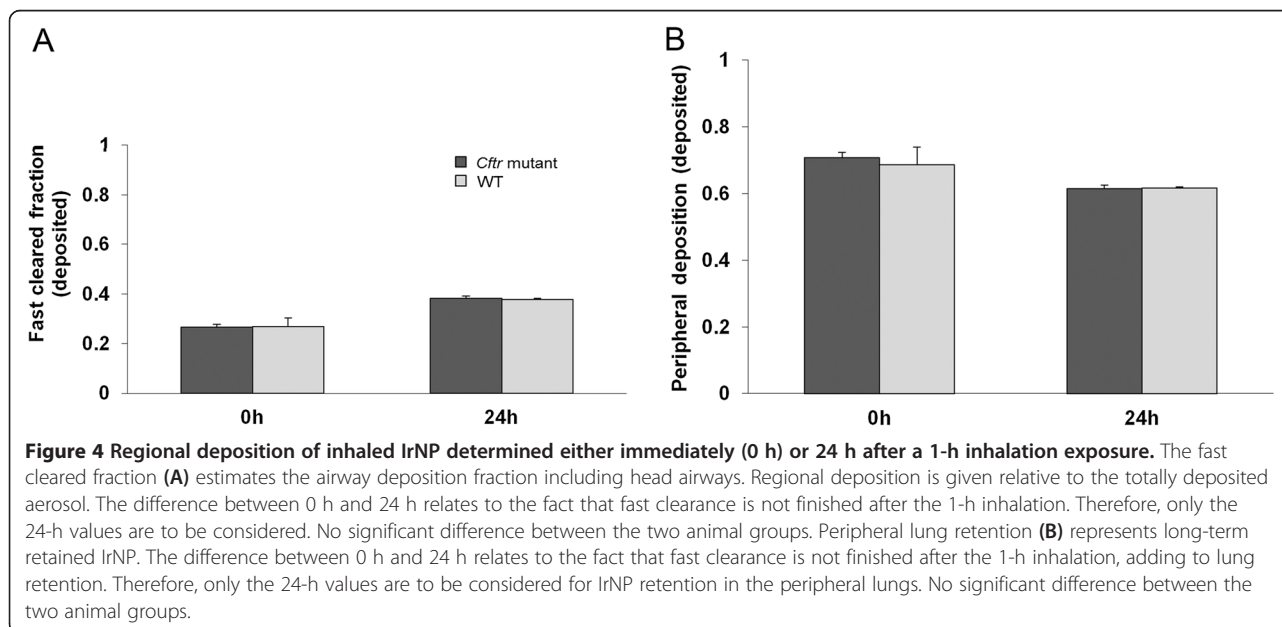 A
Fast cleared fraction
(deposited)
1
0.8
0.6
0.4
0.2
0
Cftr mutant
WT
0h
24h
B
Peripheral deposition (deposited)
1
0.8
0.6
0.4
0.2
0
0h
24h
Figure 4 Regional deposition of inhaled IrNP determined either immediately (0 h) or 24 h after a 1-h inhalation exposure. The fast
cleared fraction (A) estimates the airway deposition fraction including head airways. Regional deposition is given relative to the totally deposited
aerosol. The difference between 0 h and 24 h relates to the fact that fast clearance is not finished after the 1-h inhalation. Therefore, only the
24-h values are to be considered. No significant difference between the two animal groups. Peripheral lung retention (B) represents long-term
retained IrNP. The difference between 0 h and 24 h relates to the fact that fast clearance is not finished after the 1-h inhalation, adding to lung
retention. Therefore, only the 24-h values are to be considered for IrNP retention in the peripheral lungs. No significant difference between the
two animal groups.